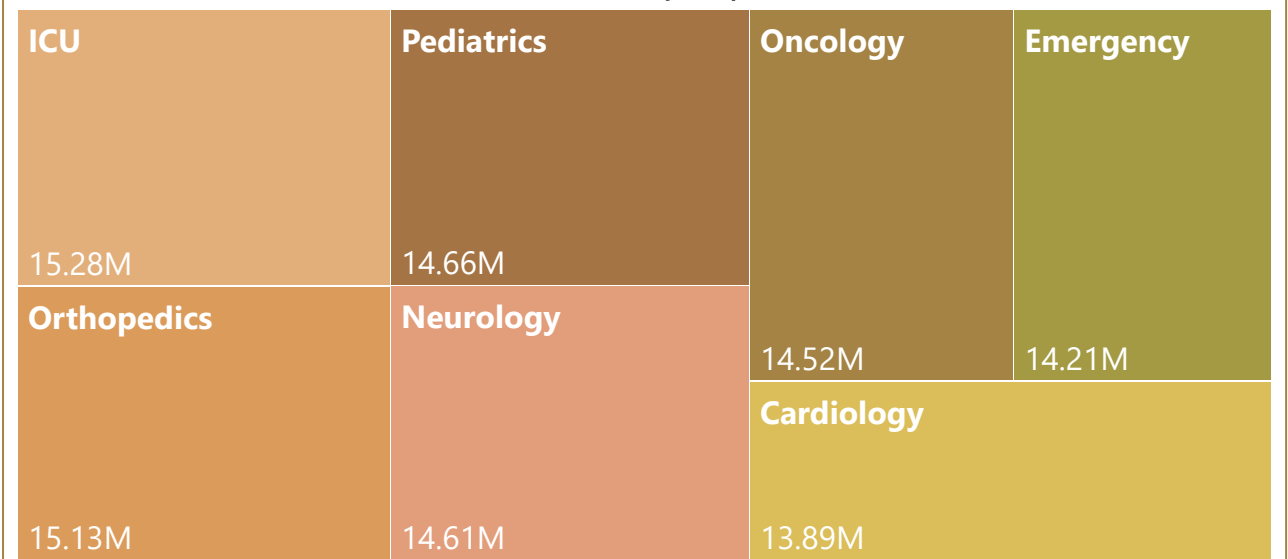 ICU
15.28M
Pediatrics
14.66M
Oncology
14.52M
Emergency
14.21M
Orthopedics
15.13M
Neurology
14.61M
Cardiology
13.89M